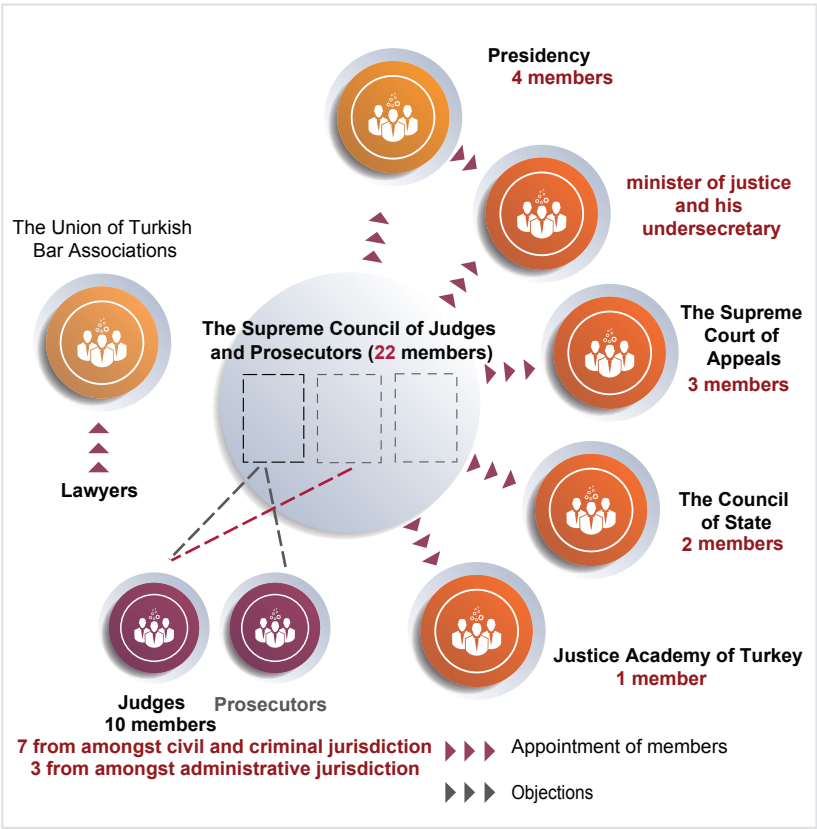 Presidency
4 members
minister of justice
and his
undersecretary
The Union of Turkish
Bar Associations
The Supreme
Court of
Appeals
3 members
The Supreme Council of Judges
and Prosecutors (22 members)
Lawyers
The Council
of State
2 members
Justice Academy of Turkey
1 member
Judges
10 members
Prosecutors
7 from amongst civil and criminal jurisdiction
3 from amongst administrative jurisdiction
Appointment of members
Objections